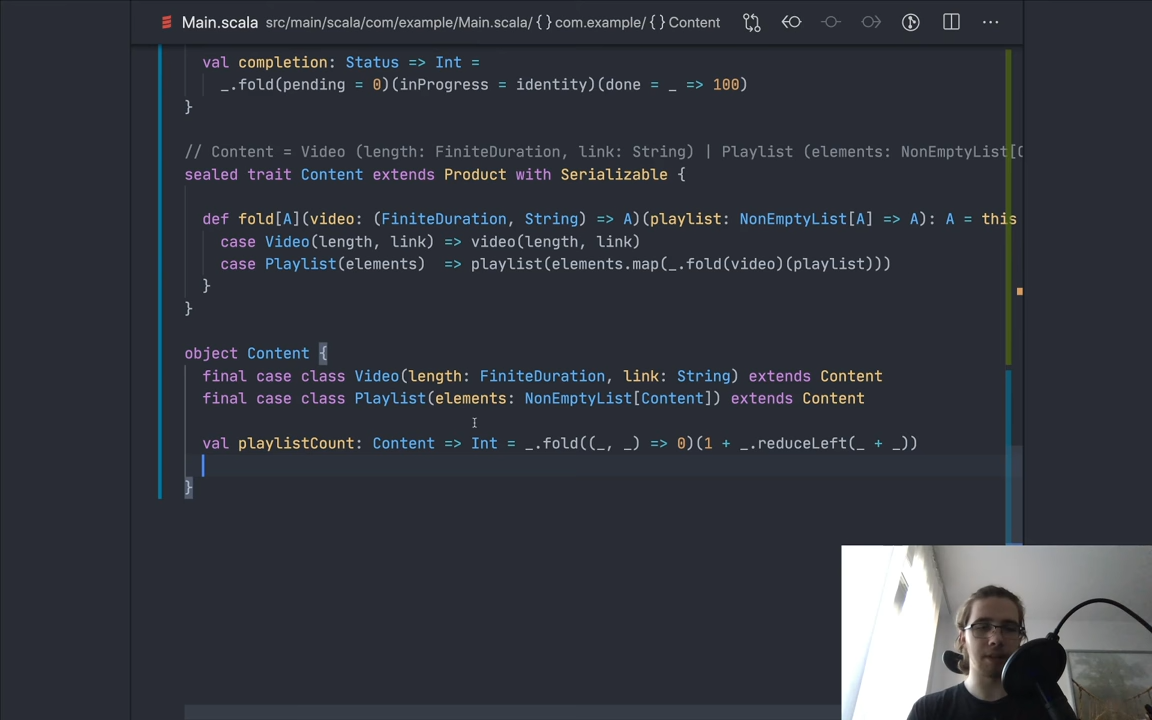 Main.scala src/main/scala/com/example/Main.scala/ {} com.example/ {} Content
val completion: Status => Int =
_.fold(pending = 0)(inProgress = identity)(done = _ => 100)
}
// Content = Video (length: FiniteDuration, link: String) | Playlist (elements: NonEmptyList[C
sealed trait Content extends Product with Serializable {
def fold[A](video: (FiniteDuration, String) => A)(playlist: NonEmptyList[A] => A): A = this
case Video(length, link) => video(length, link)
case Playlist(elements)  => playlist(elements.map(_.fold(video)(playlist)))
}
}
object Content {
final case class Video(length: FiniteDuration, link: String) extends Content
final case class Playlist(elements: NonEmptyList[Content]) extends Content
val playlistCount: Content => Int = _.fold((_, _) => 0)(1 + _.reduceLeft(_ + _))
}